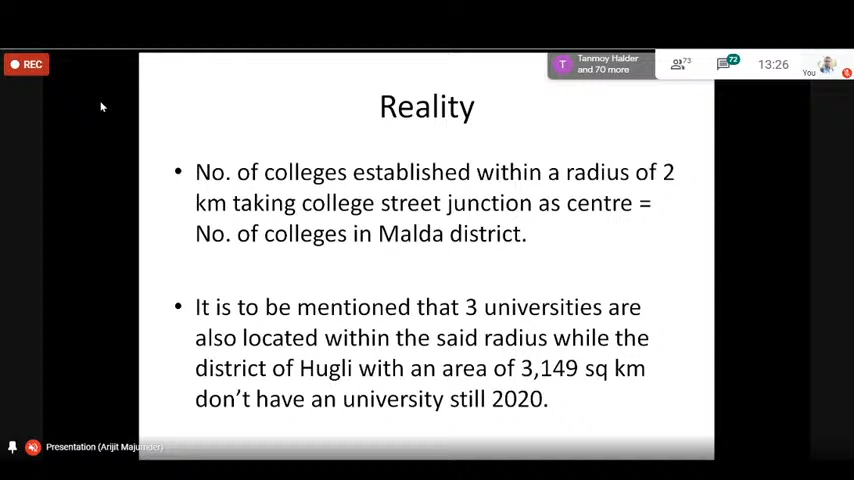 REC
T
Tanmoy Halder
and 70 more
73
72
13:26
You
Reality
• No. of colleges established within a radius of 2
km taking college street junction as centre =
No. of colleges in Malda district.
• It is to be mentioned that 3 universities are
also located within the said radius while the
district of Hugli with an area of 3,149 sq km
don't have an university still 2020.
Presentation (Arijit Majumder)